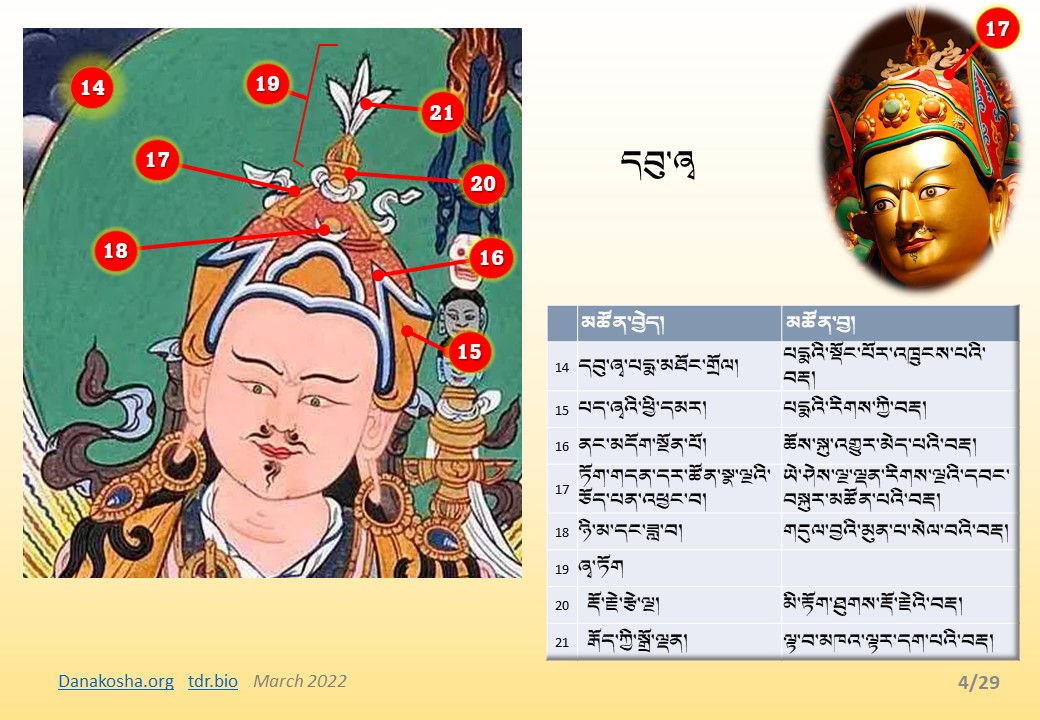 14
19
21
17
20
18
16
15
17
དབུ་ཞྭ
མཚོན་བྱེད། མཚོན་བྱ།
14 དབུ་ཞྭ་པདྨ་མཐོང་གྲོལ། པདྨའི་སྡོང་པོར་འཁྲུངས་པའི་
བརྡ།
15 པད་ཞྭའི་ཕྱི་དམར། པདྨའི་རིགས་ཀྱི་བརྡ།
16 ནང་མདོག་སྔོན་པོ། ཆོས་སྐུ་འགྱུར་མེད་པའི་བརྡ།
17 ཏོག་གདན་དར་ཚོན་སྣ་ལྔའི་ ཡེ་ཤེས་ལྔ་ལྡན་རིགས་ལྔའི་དབང་
ཅོད་པན་འཕྱང་བ། བསྐུར་མཚོན་པའི་བརྡ།
18 ཉི་མ་དང་ཟླ་བ། གདུལ་བྱའི་མུན་པ་སེལ་བའི་བརྡ།
19 ཞྭ་ཏོག
20 རྡོ་རྗེ་རྩེ་ལྔ། མི་རྟོག་ཐུགས་རྡོ་རྗེའི་བརྡ།
21 རྒོད་ཀྱི་སྒྲོ་ལྡན། ལྟ་བ་མཁའ་ལྟར་དག་པའི་བརྡ།
Danakosha.org tdr.bio March 2022
4/29